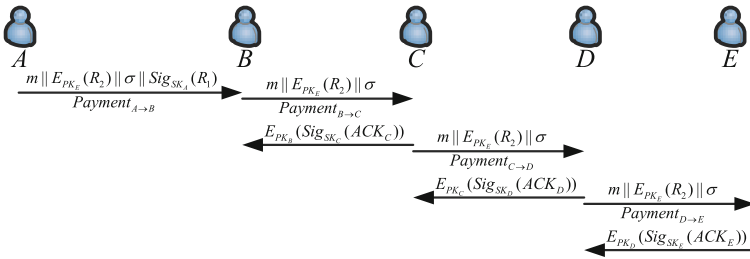 A B C D E
m || E_{PK_E}(R_2) || σ || Sig_{SK_A}(R_1)
Payment_{A→B}
m || E_{PK_E}(R_2) || σ
Payment_{B→C}
E_{PK_B}(Sig_{SK_C}(ACK_C))
m || E_{PK_E}(R_2) || σ
Payment_{C→D}
E_{PK_C}(Sig_{SK_D}(ACK_D))
m || E_{PK_E}(R_2) || σ
Payment_{D→E}
E_{PK_D}(Sig_{SK_E}(ACK_E))